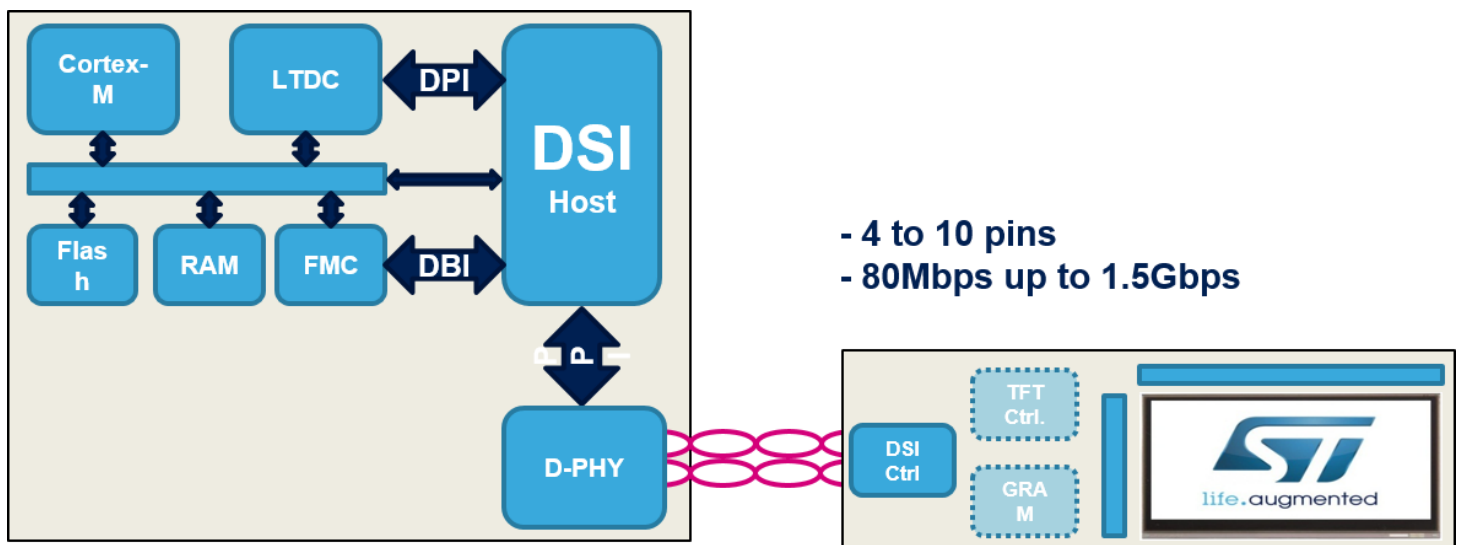 Cortex-
M
LTDC
DPI
DSI
Host
Flas
h
RAM
FMC
DBI
- 4 to 10 pins
- 80Mbps up to 1.5Gbps
P
P
I
D-PHY
DSI
Ctrl
TFT
Ctrl.
GRA
M
ST
life.augmented